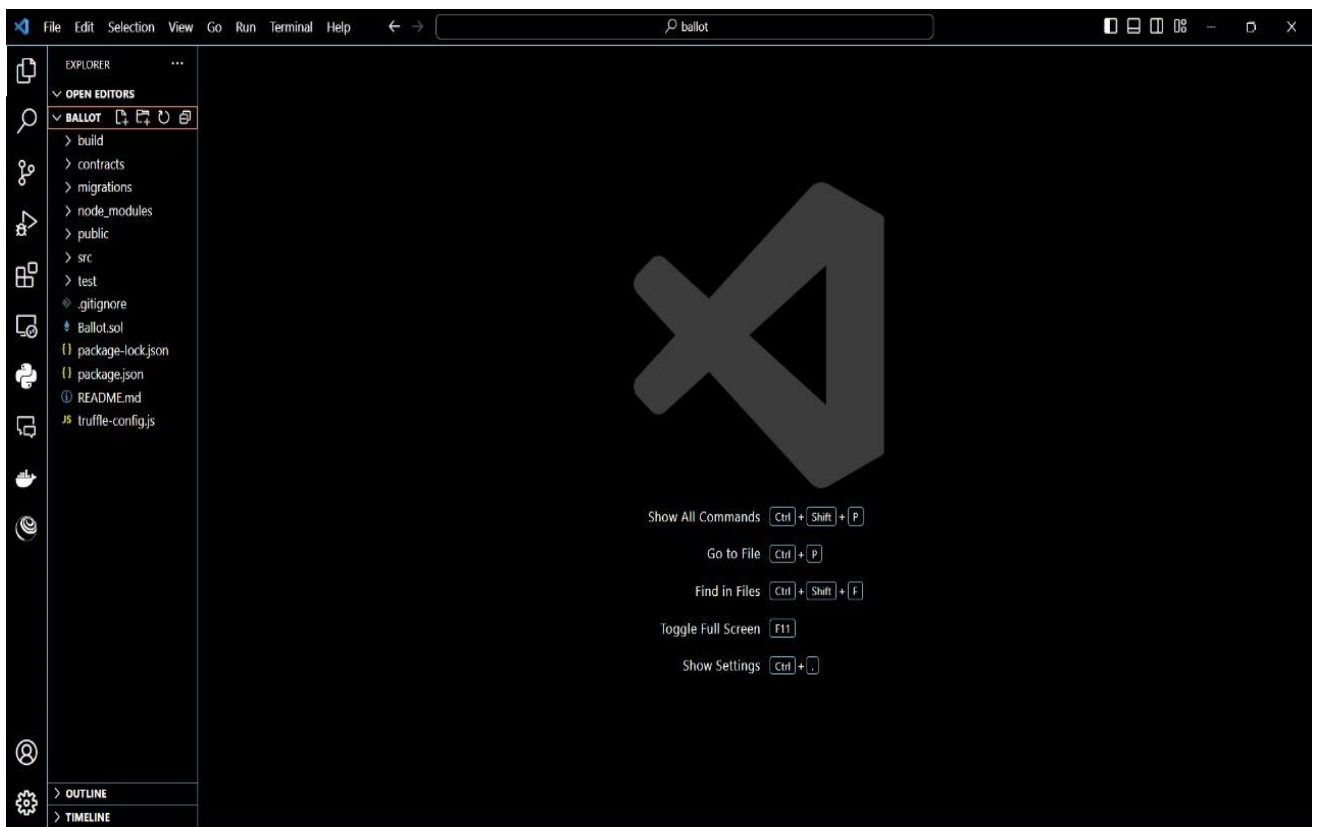 File Edit Selection View Go Run Terminal Help
ballot
EXPLORER
OPEN EDITORS
BALLOT
build
contracts
migrations
node_modules
public
src
test
.gitignore
Ballot.sol
{} package-lock.json
{} package.json
README.md
JS truffle-config.js
Show All Commands Ctrl + Shift + P
Go to File Ctrl + P
Find in Files Ctrl + Shift + F
Toggle Full Screen F11
Show Settings Ctrl + .
OUTLINE
TIMELINE